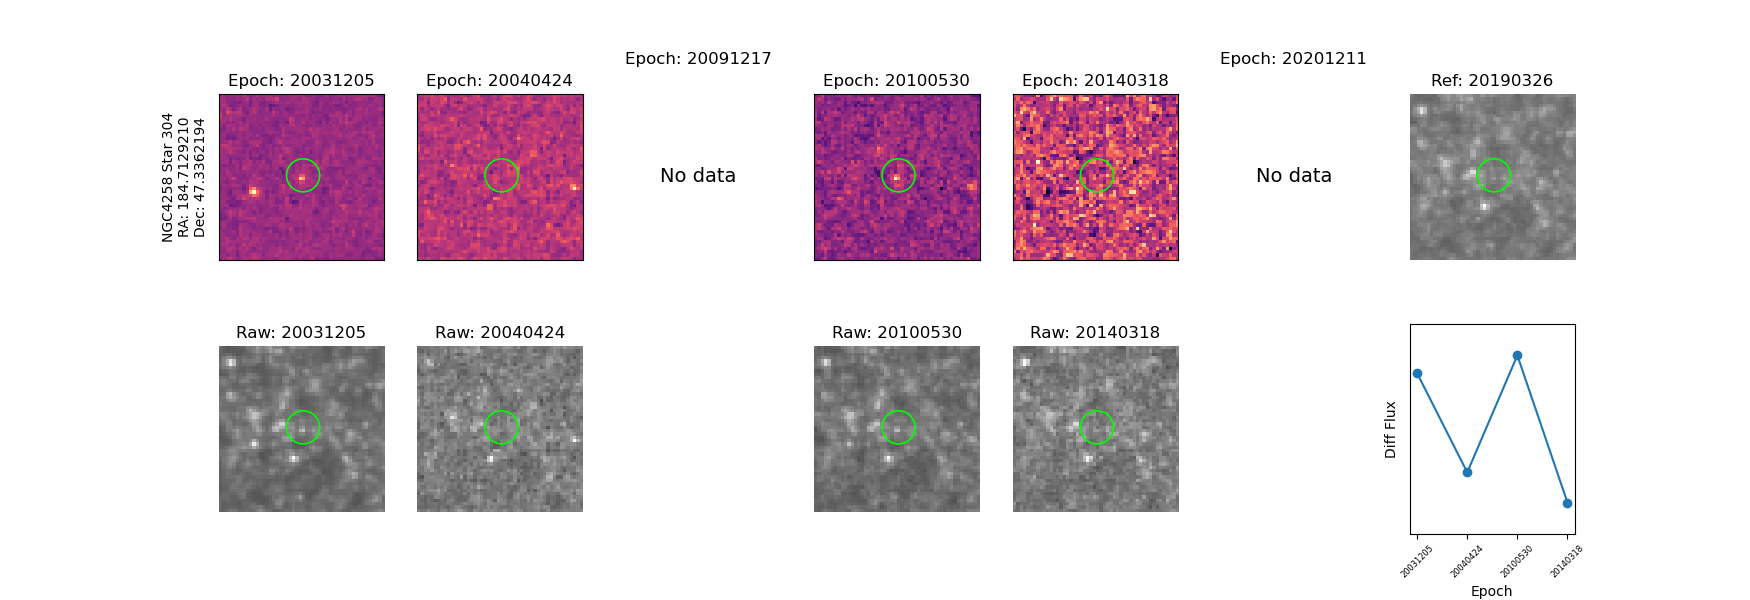 Epoch: 20091217
Epoch: 20201211
Epoch: 20031205
Epoch: 20040424
Epoch: 20100530
Epoch: 20140318
Ref: 20190326
NGC4258 Star 304
RA: 184.7129210
Dec: 47.3362194
No data
No data
Raw: 20031205
Raw: 20040424
Raw: 20100530
Raw: 20140318
Diff Flux
20031205
20040424
20100530
20140318
Epoch